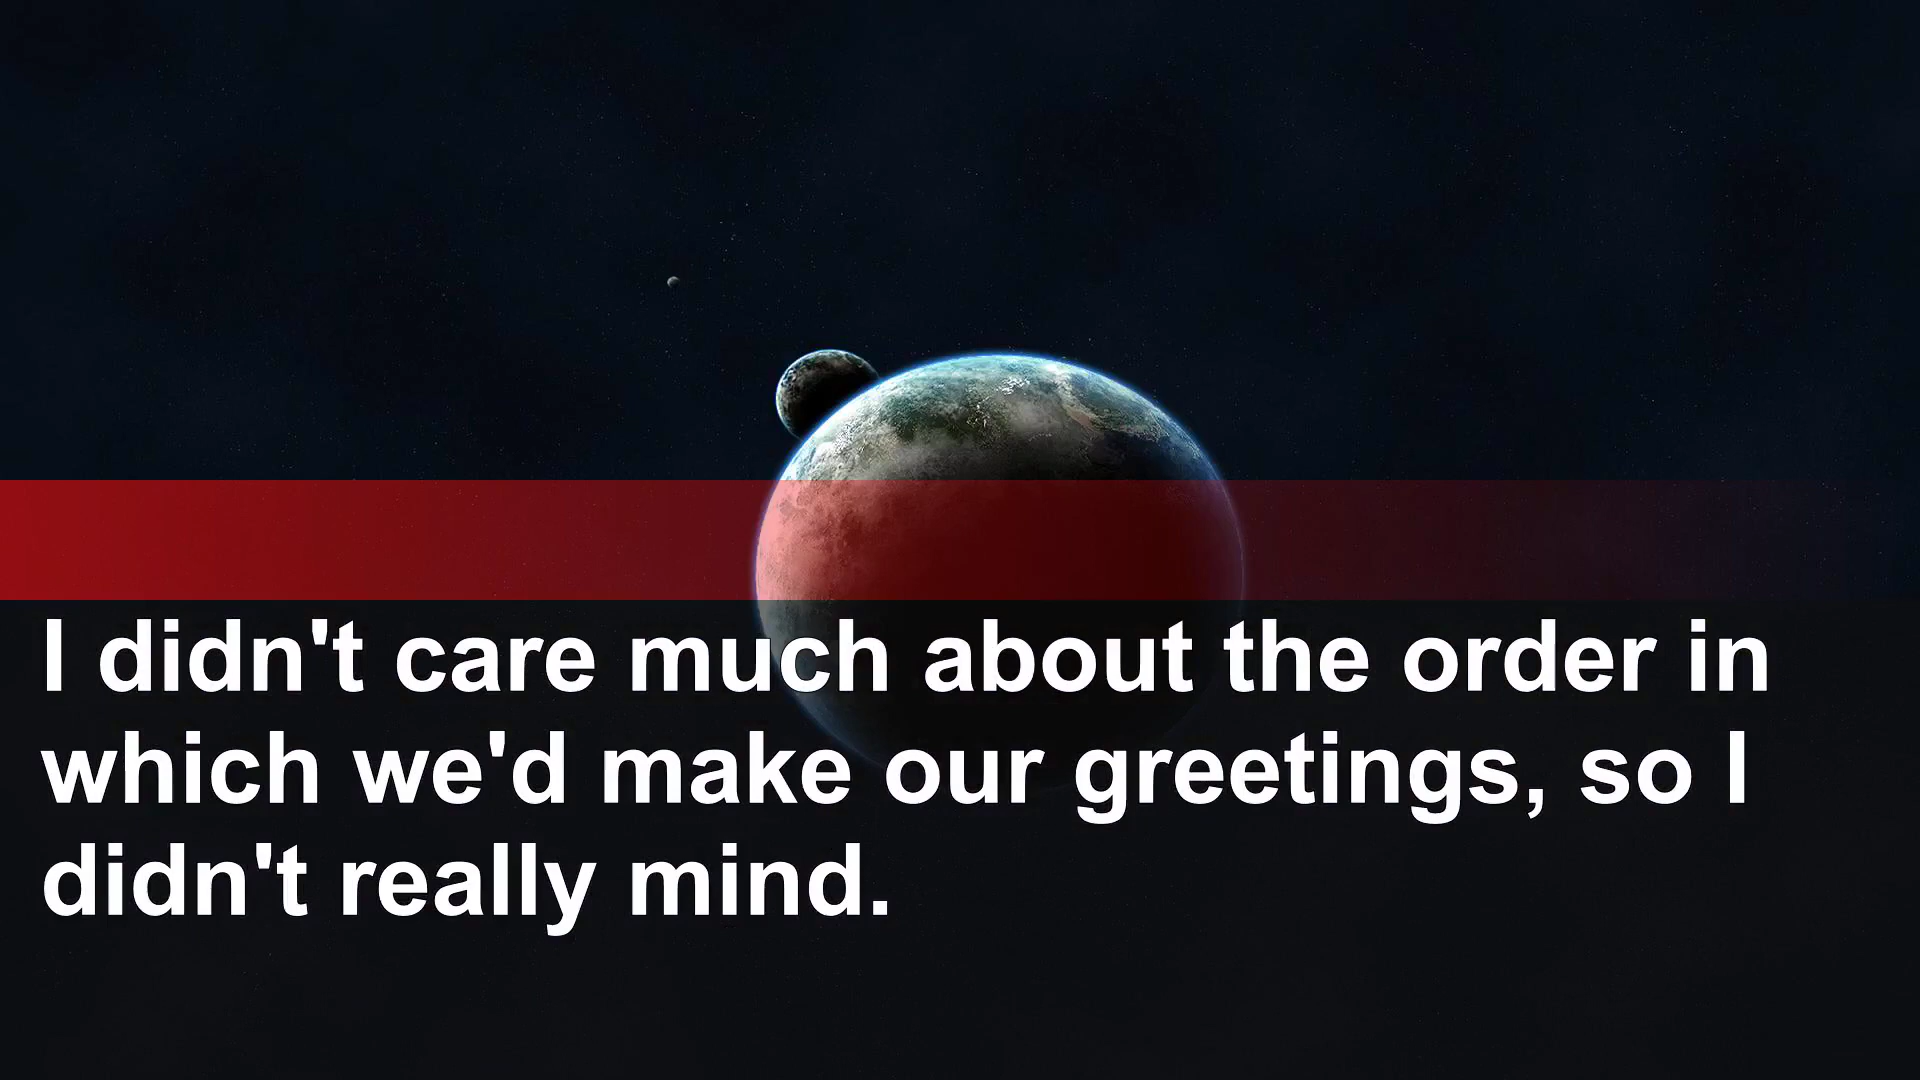 I didn't care much about the order in
which we'd make our greetings, so I
didn't really mind.